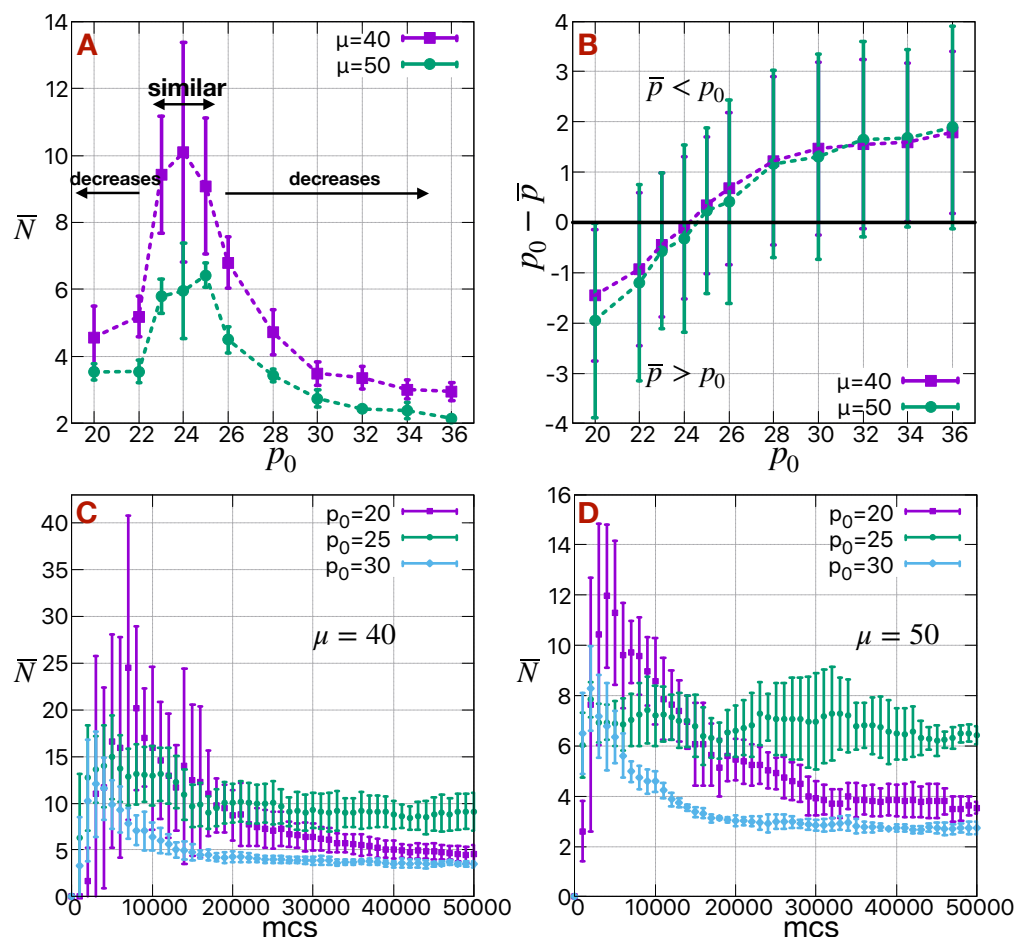 A
μ=40
μ=50
similar
decreases
decreases
N̅
14
12
10
8
6
4
2
20 22 24 26 28 30 32 34 36
p₀
B
p̅ < p₀
p̅ > p₀
μ=40
μ=50
p₀ − p̅
4
3
2
1
0
-1
-2
-3
-4
20 22 24 26 28 30 32 34 36
p₀
C
p₀=20
p₀=25
p₀=30
μ = 40
N̅
40
35
30
25
20
15
10
5
0
0 10000 20000 30000 40000 50000
mcs
D
p₀=20
p₀=25
p₀=30
μ = 50
N̅
16
14
12
10
8
6
4
2
0
0 10000 20000 30000 40000 50000
mcs